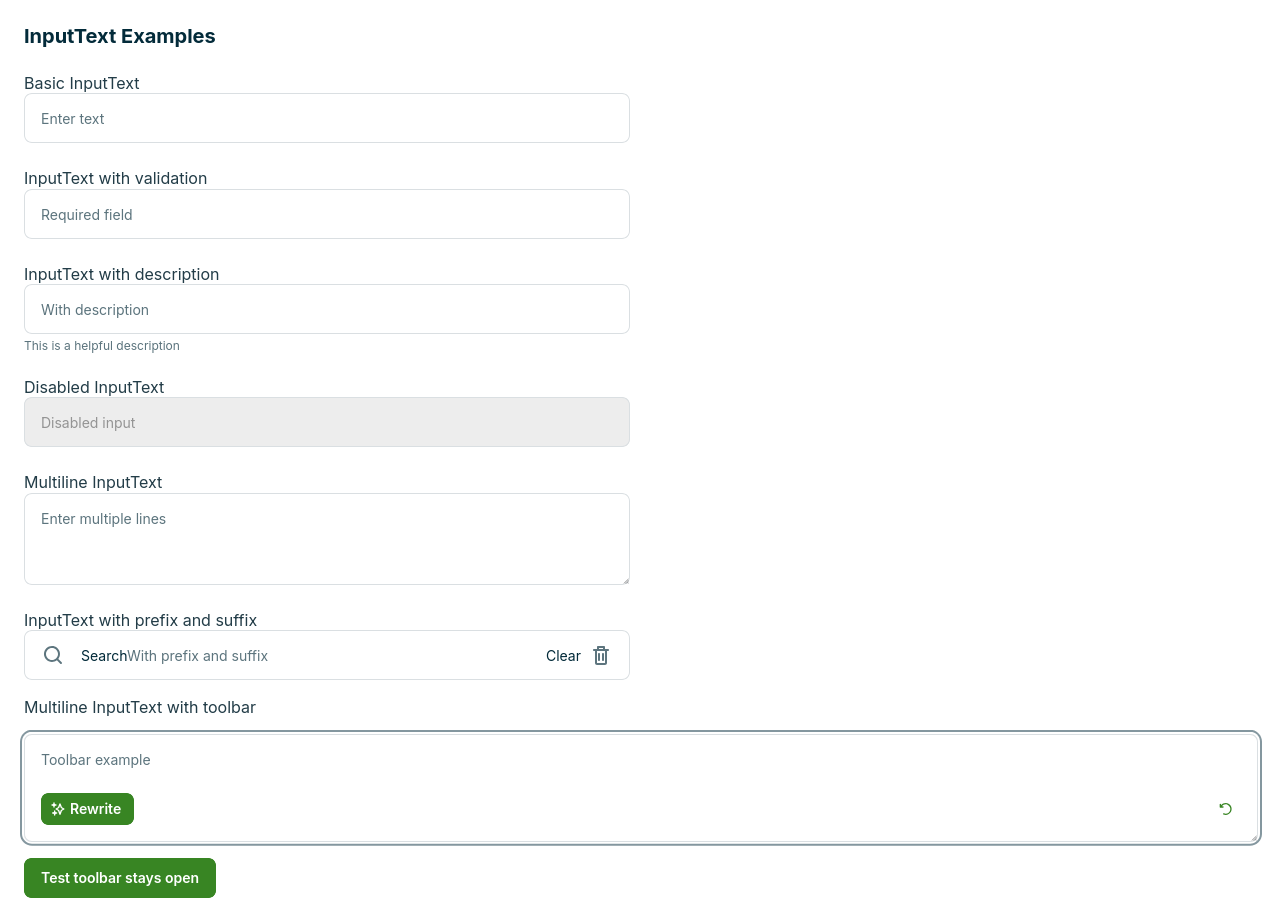 InputText Examples
Basic InputText
Enter text
InputText with validation
Required field
InputText with description
With description
This is a helpful description
Disabled InputText
Disabled input
Multiline InputText
Enter multiple lines
InputText with prefix and suffix
SearchWith prefix and suffix Clear
Multiline InputText with toolbar
Toolbar example
Rewrite
Test toolbar stays open